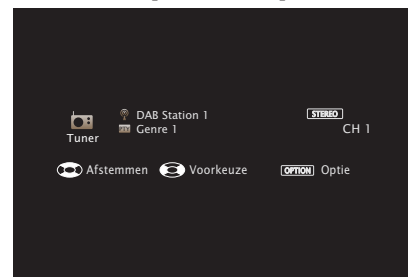 STEREO
DAB Station 1
Genre 1
CH 1
Tuner
Afstemmen Voorkeuze OPTION Optie